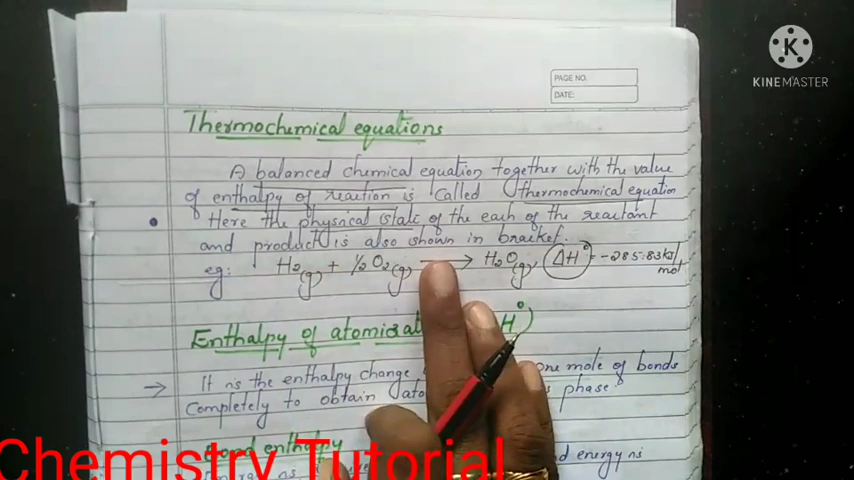 KINEMASTER
PAGE NO.
DATE:
Thermochemical equations
A balanced chemical equation together with the value
of enthalpy of reaction is called thermochemical equation
Here the physical state of the each of the reactant
and product is also shown in bracket.
eg: H2(g) + ½O2(g) → H2O(g), ΔH° = -285.83kJ/mol
Enthalpy of atomizat H°)
→ It is the enthalpy change one mole of bonds
Completely to obtain phase
Bond enthalpy energy is
Chemistry Tutorial